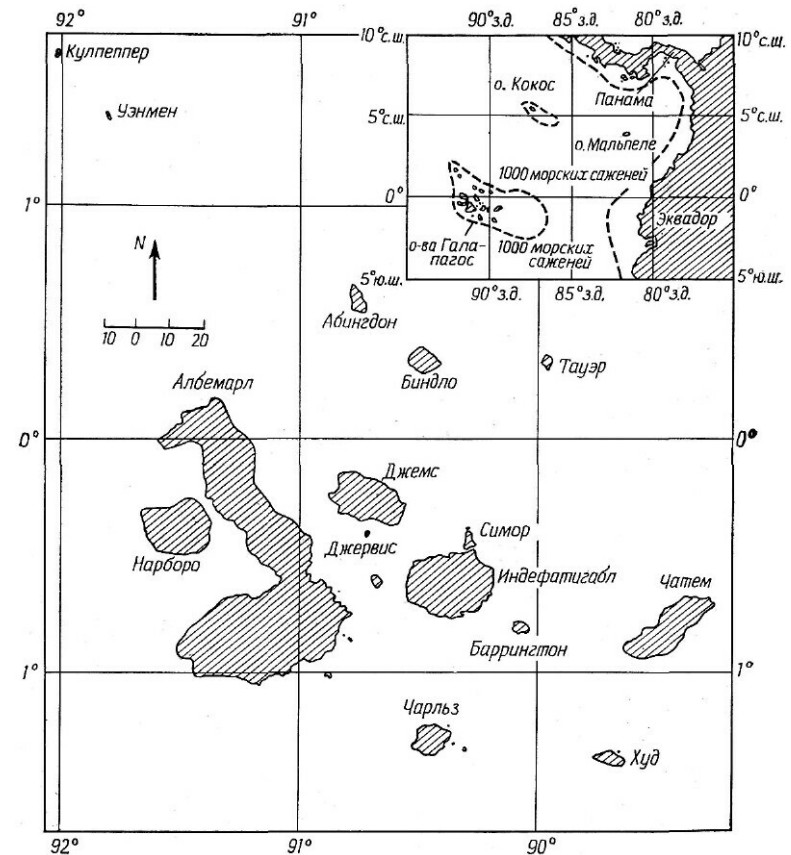 92°
91°
90°з.д.
85°з.д.
80°з.д.
10°с.ш.
10°с.ш.
Кулпеппер
о. Кокос
Панама
Уэнмен
5°с.ш.
5°с.ш.
о. Мальпеле
1000 морских саженей
1°
0°
0°
Эквадор
о-ва Гала-
пагос
1000 морских
саженей
N
5°ю.ш.
5°ю.ш.
90°з.д.
85°з.д.
80°з.д.
Абингдон
10 0 10 20
Биндло
Тауэр
Албемарл
0°
0°
Джемс
Симор
Джервис
Нарборо
Индефатигабл
Чатем
Баррингтон
1°
1°
Чарльз
Худ
92°
91°
90°